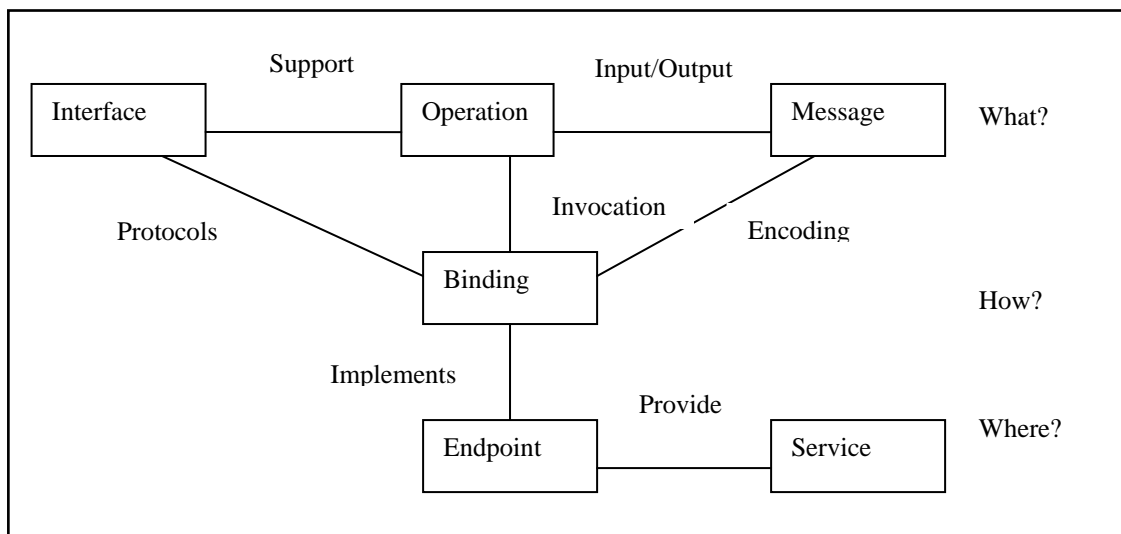 Support
Input/Output
Interface
Operation
Message
What?
Invocation
Protocols
Encoding
Binding
How?
Implements
Provide
Where?
Endpoint
Service